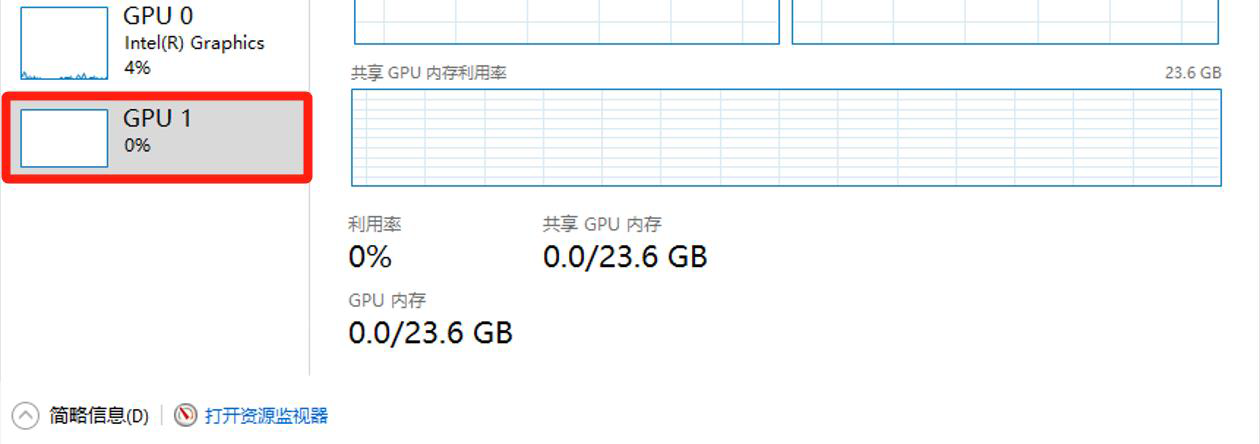 GPU 0
Intel(R) Graphics
4%
GPU 1
0%
共享 GPU 内存利用率
23.6 GB
利用率
共享 GPU 内存
0%
0.0/23.6 GB
GPU 内存
0.0/23.6 GB
简略信息(D)
打开资源监视器